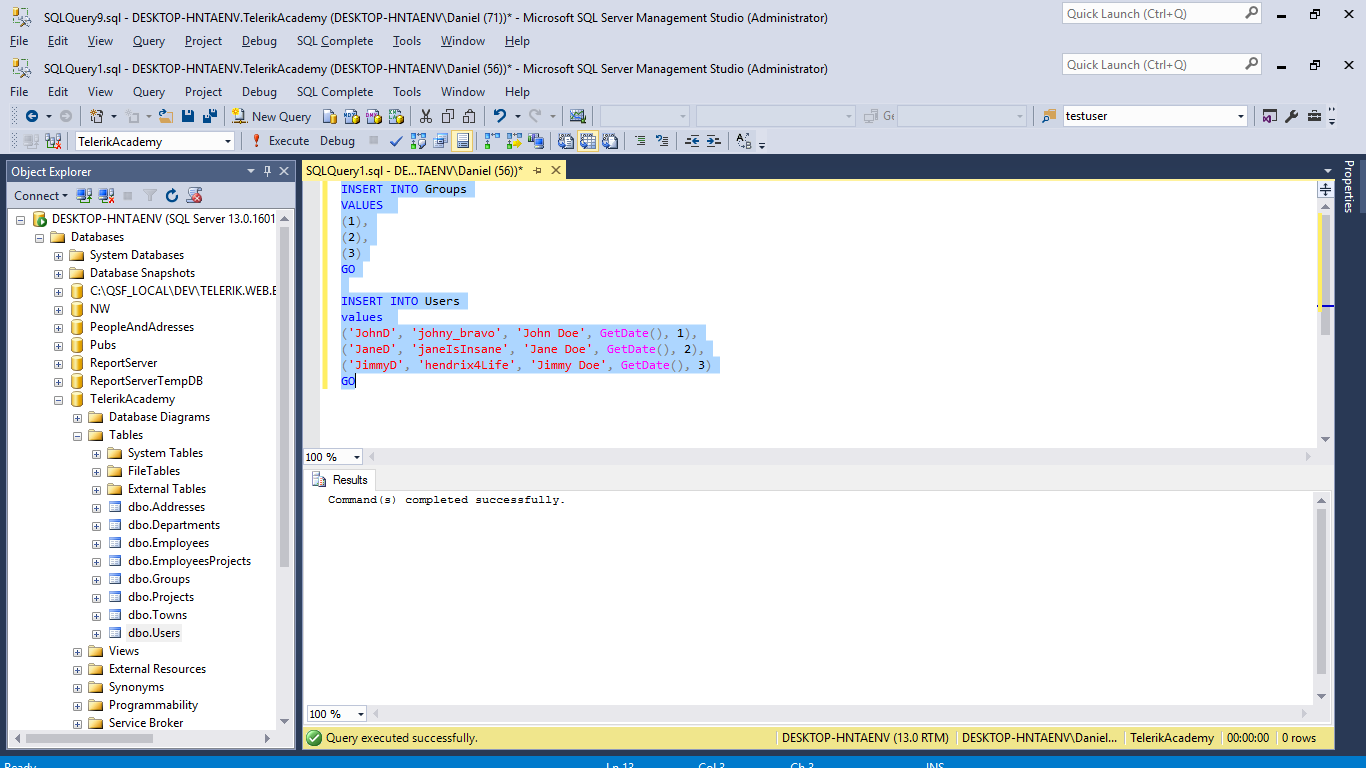 SQLQuery9.sql - DESKTOP-HNTAENV.TelerikAcademy (DESKTOP-HNTAENV\Daniel (71))* - Microsoft SQL Server Management Studio (Administrator)
Quick Launch (Ctrl+Q)
File Edit View Query Project Debug SQL Complete Tools Window Help
SQLQuery1.sql - DESKTOP-HNTAENV.TelerikAcademy (DESKTOP-HNTAENV\Daniel (56))* - Microsoft SQL Server Management Studio (Administrator)
Quick Launch (Ctrl+Q)
File Edit View Query Project Debug SQL Complete Tools Window Help
New Query
Ge
testuser
TelerikAcademy
Execute Debug
Object Explorer
Connect
DESKTOP-HNTAENV (SQL Server 13.0.1601
Databases
System Databases
Database Snapshots
C:\QSF_LOCAL\DEV\TELERIK.WEB.E
NW
PeopleAndAdresses
Pubs
ReportServer
ReportServerTempDB
TelerikAcademy
Database Diagrams
Tables
System Tables
FileTables
External Tables
dbo.Addresses
dbo.Departments
dbo.Employees
dbo.EmployeesProjects
dbo.Groups
dbo.Projects
dbo.Towns
dbo.Users
Views
External Resources
Synonyms
Programmability
Service Broker
SQLQuery1.sql - DE...TAENV\Daniel (56))*
INSERT INTO Groups
VALUES
(1),
(2),
(3)
GO
INSERT INTO Users
values
('JohnD', 'johny_bravo', 'John Doe', GetDate(), 1),
('JaneD', 'janeIsInsane', 'Jane Doe', GetDate(), 2),
('JimmyD', 'hendrix4Life', 'Jimmy Doe', GetDate(), 3)
GO
100 %
Results
Command(s) completed successfully.
100 %
Query executed successfully.
DESKTOP-HNTAENV (13.0 RTM) DESKTOP-HNTAENV\Daniel... TelerikAcademy 00:00:00 0 rows
Properties
Ready Ln 13 Col 3 Ch 3 INS